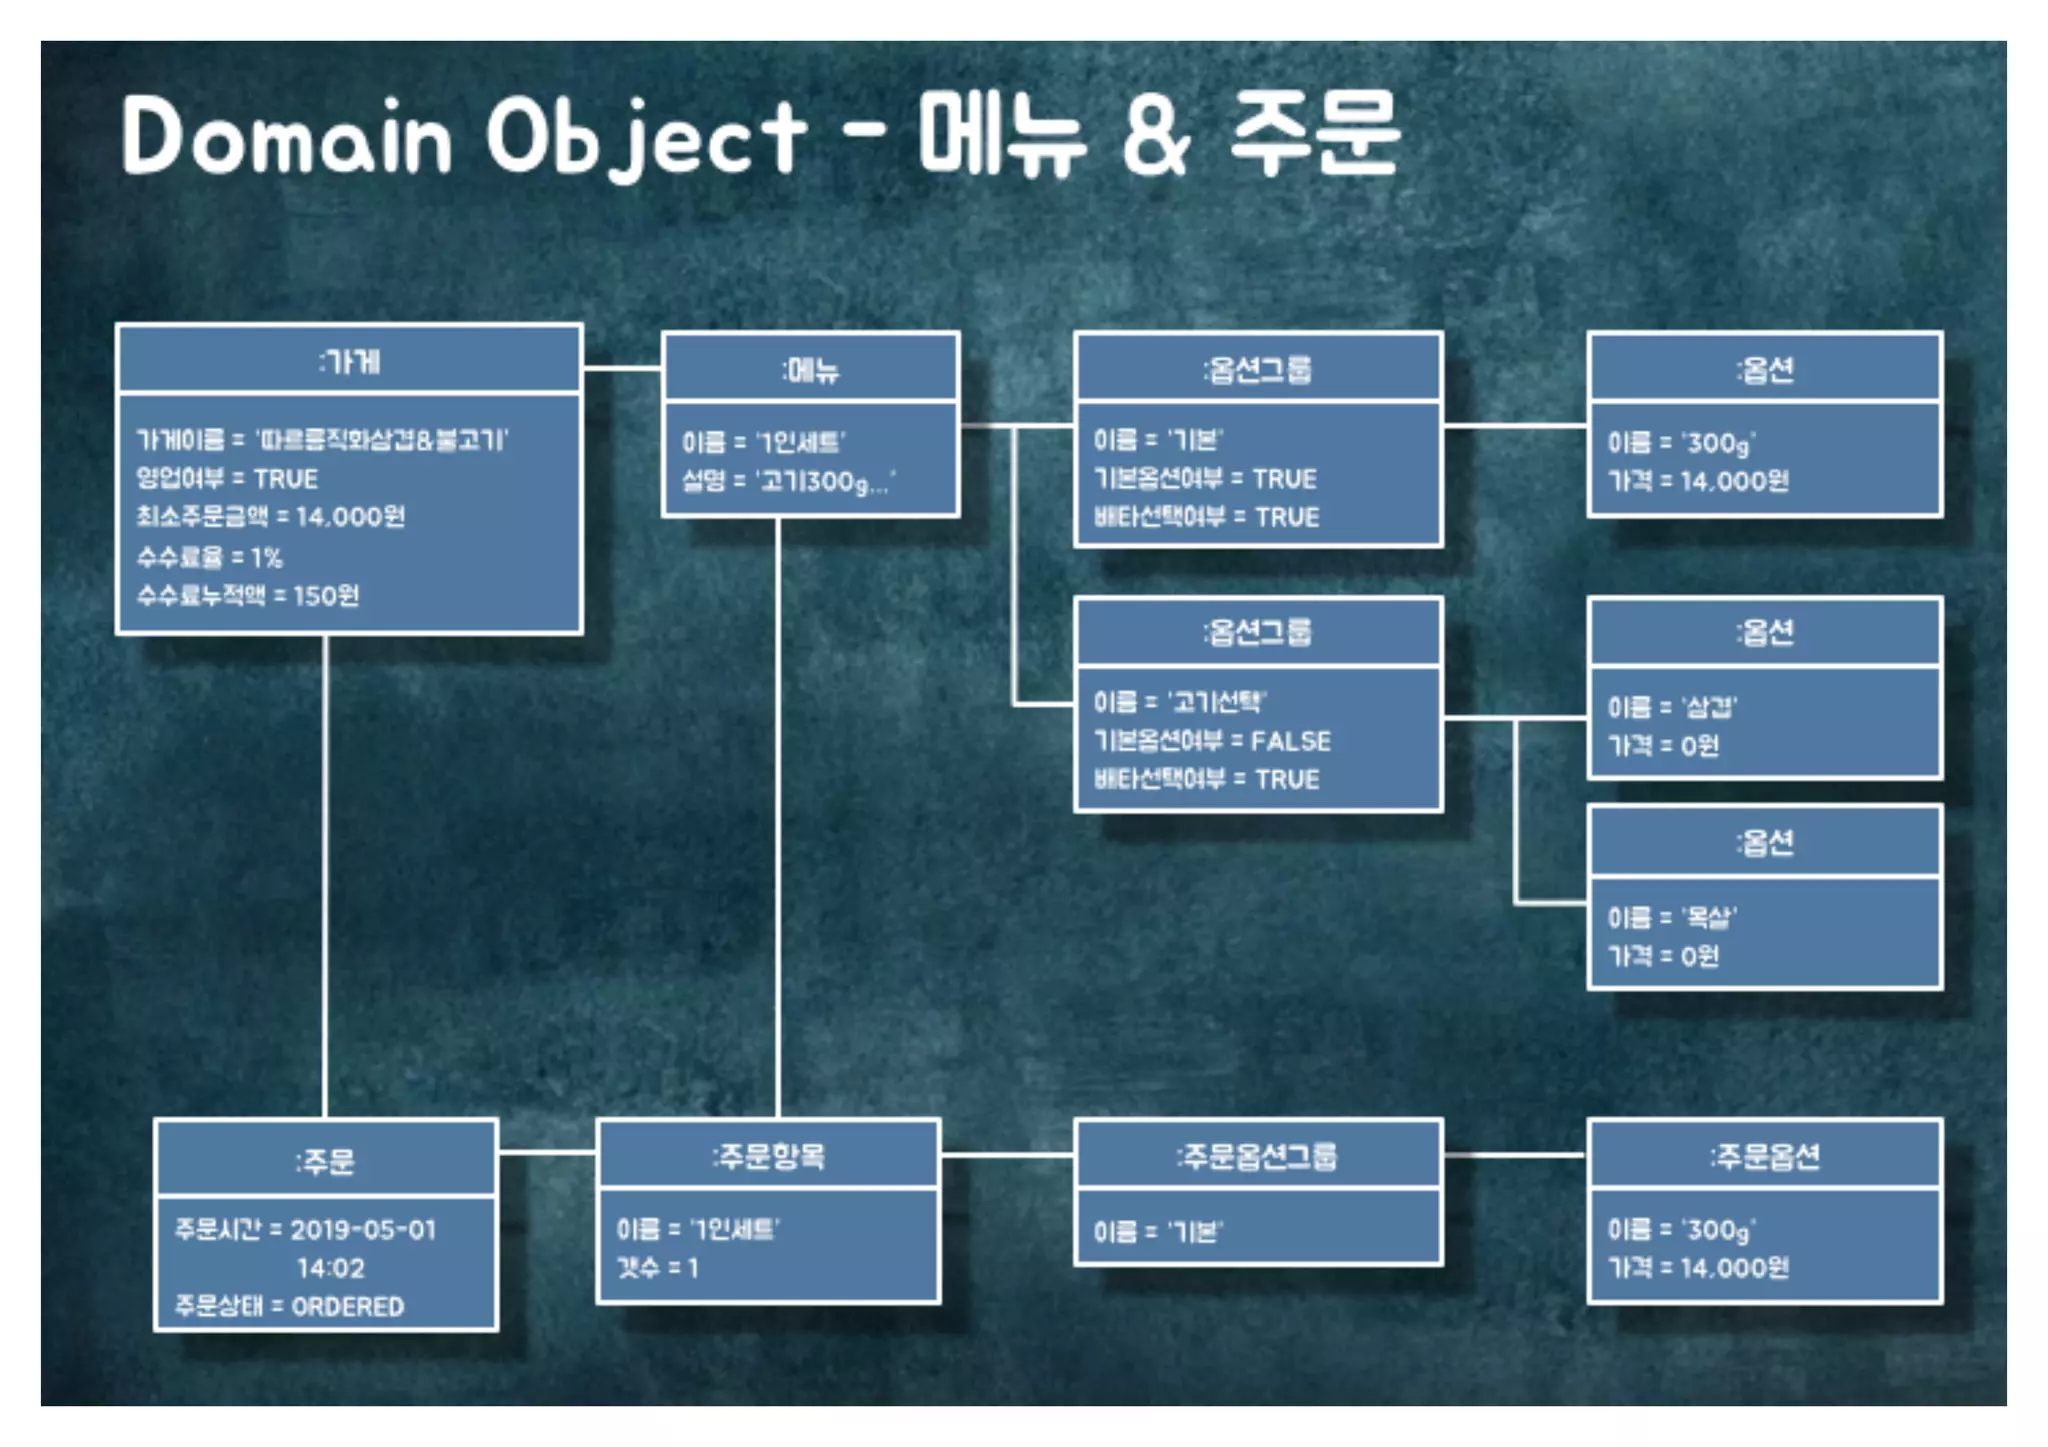 Domain Object - 메뉴 & 주문
:가게
가게이름 = '따르릉직화삼겹&불고기'
영업여부 = TRUE
최소주문금액 = 14,000원
수수료율 = 1%
수수료누적액 = 150원
:메뉴
이름 = '1인세트'
설명 = '고기300g...'
:옵션그룹
이름 = '기본'
기본옵션여부 = TRUE
배타선택여부 = TRUE
:옵션
이름 = '300g'
가격 = 14,000원
:옵션그룹
이름 = '고기선택'
기본옵션여부 = FALSE
배타선택여부 = TRUE
:옵션
이름 = '삼겹'
가격 = 0원
:옵션
이름 = '목살'
가격 = 0원
:주문
주문시간 = 2019-05-01
14:02
주문상태 = ORDERED
:주문항목
이름 = '1인세트'
갯수 = 1
:주문옵션그룹
이름 = '기본'
:주문옵션
이름 = '300g'
가격 = 14,000원